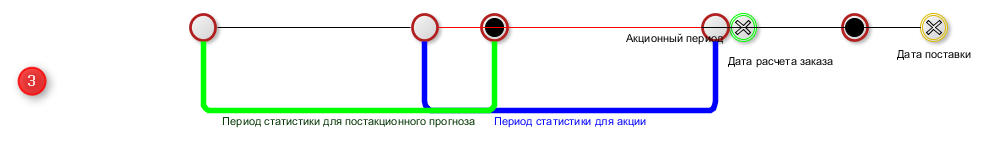 Акционный период
Дата расчета заказа
Дата поставки
3
Период статистики для постакционного прогноза
Период статистики для акции